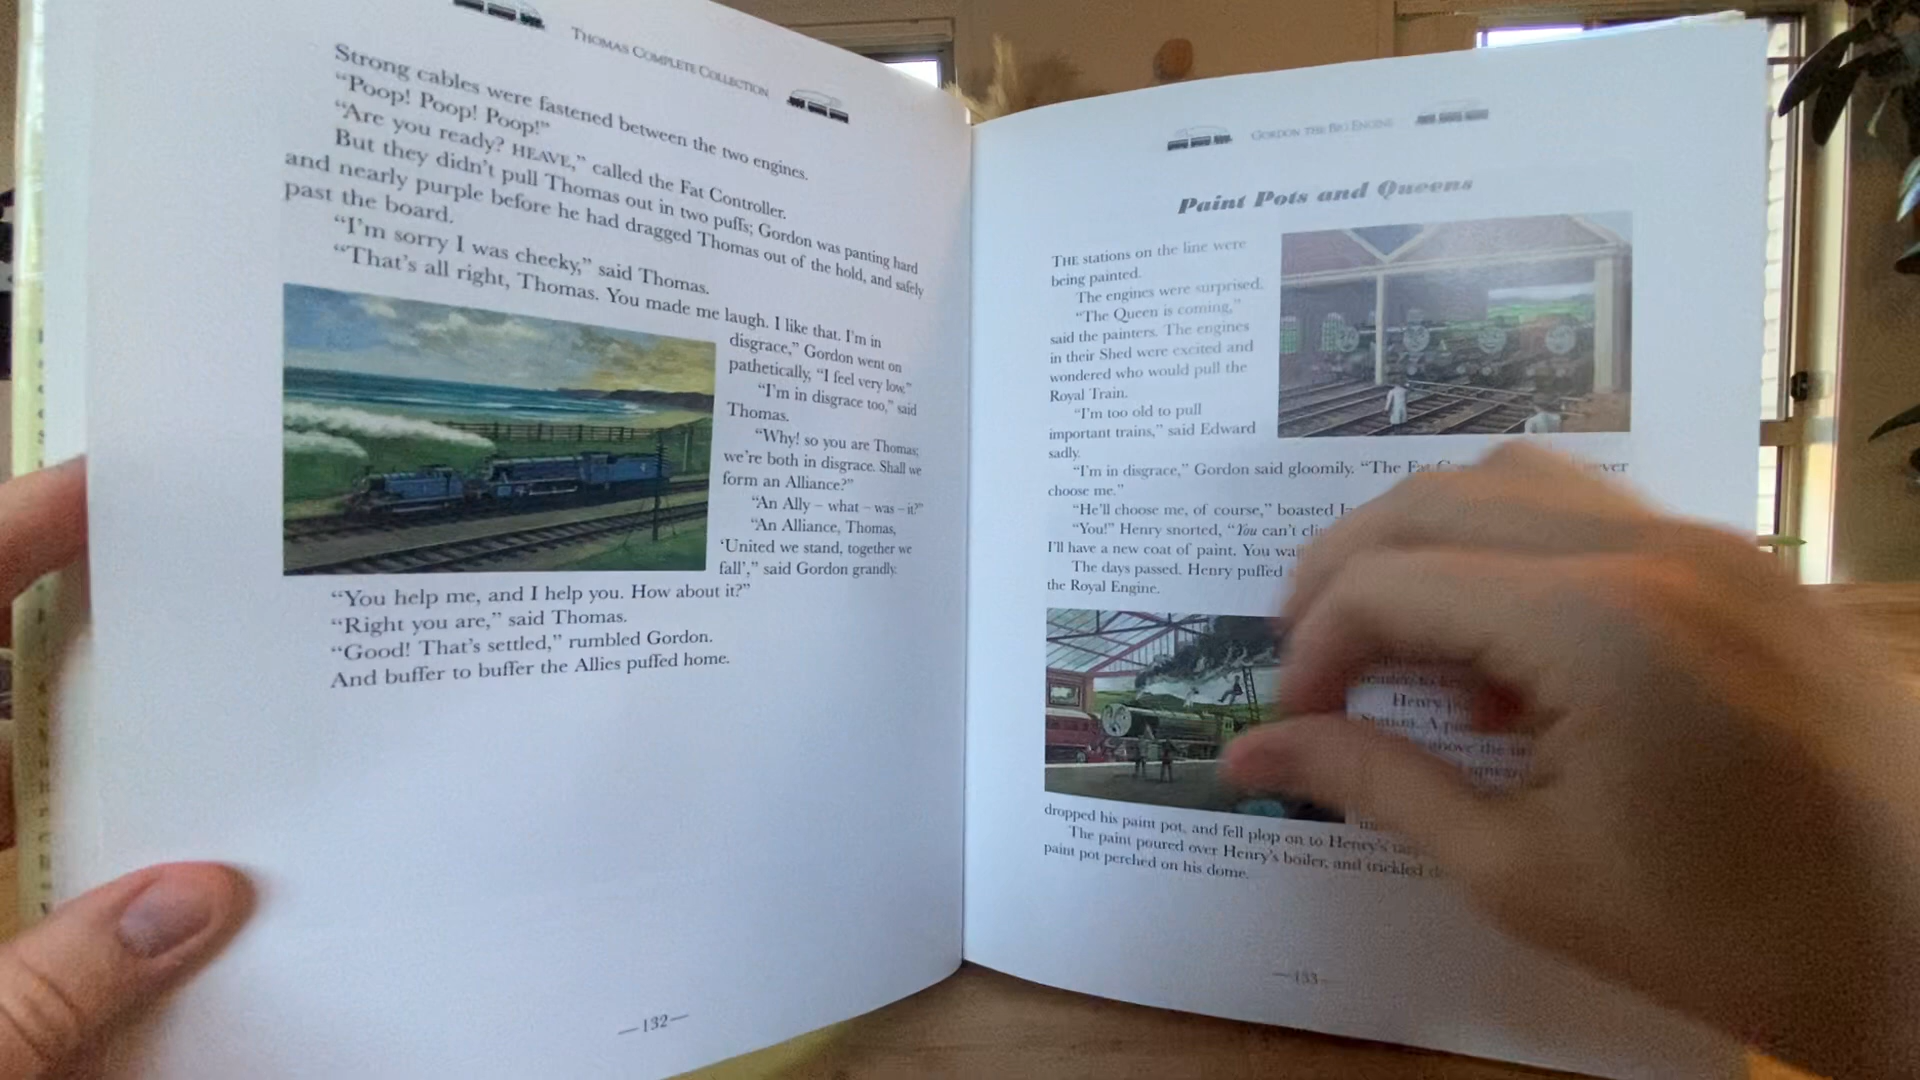 THOMAS COMPLETE COLLECTION
Strong cables were fastened between the two engines.
“Poop! Poop! Poop!”
“Are you ready? HEAVE,” called the Fat Controller.
But they didn’t pull Thomas out in two puffs; Gordon was panting hard
and nearly purple before he had dragged Thomas out of the hold, and safely
past the board.
“I’m sorry I was cheeky,” said Thomas.
“That’s all right, Thomas. You made me laugh. I like that. I’m in
disgrace,” Gordon went on
pathetically, “I feel very low.”
“I’m in disgrace too,” said
Thomas.
“Why! so you are Thomas;
we’re both in disgrace. Shall we
form an Alliance?”
“An Ally – what – was – it?”
“An Alliance, Thomas,
‘United we stand, together we
fall’,” said Gordon grandly.
“You help me, and I help you. How about it?”
“Right you are,” said Thomas.
“Good! That’s settled,” rumbled Gordon.
And buffer to buffer the Allies puffed home.
—132—
GORDON THE BIG ENGINE
Paint Pots and Queens
THE stations on the line were
being painted.
The engines were surprised.
“The Queen is coming,”
said the painters. The engines
in their Shed were excited and
wondered who would pull the
Royal Train.
“I’m too old to pull
important trains,” said Edward
sadly.
“I’m in disgrace,” Gordon said gloomily. “The
choose me.”
“He’ll choose me, of course,” boasted
“You!” Henry snorted, “You can’t
I’ll have a new coat of paint. You
The days passed. Henry puffed
the Royal Engine.
Henry
Station. A
above the
dropped his paint pot, and fell plop on to Henry’s
The paint poured over Henry’s boiler, and trickled
paint pot perched on his dome.
—133—